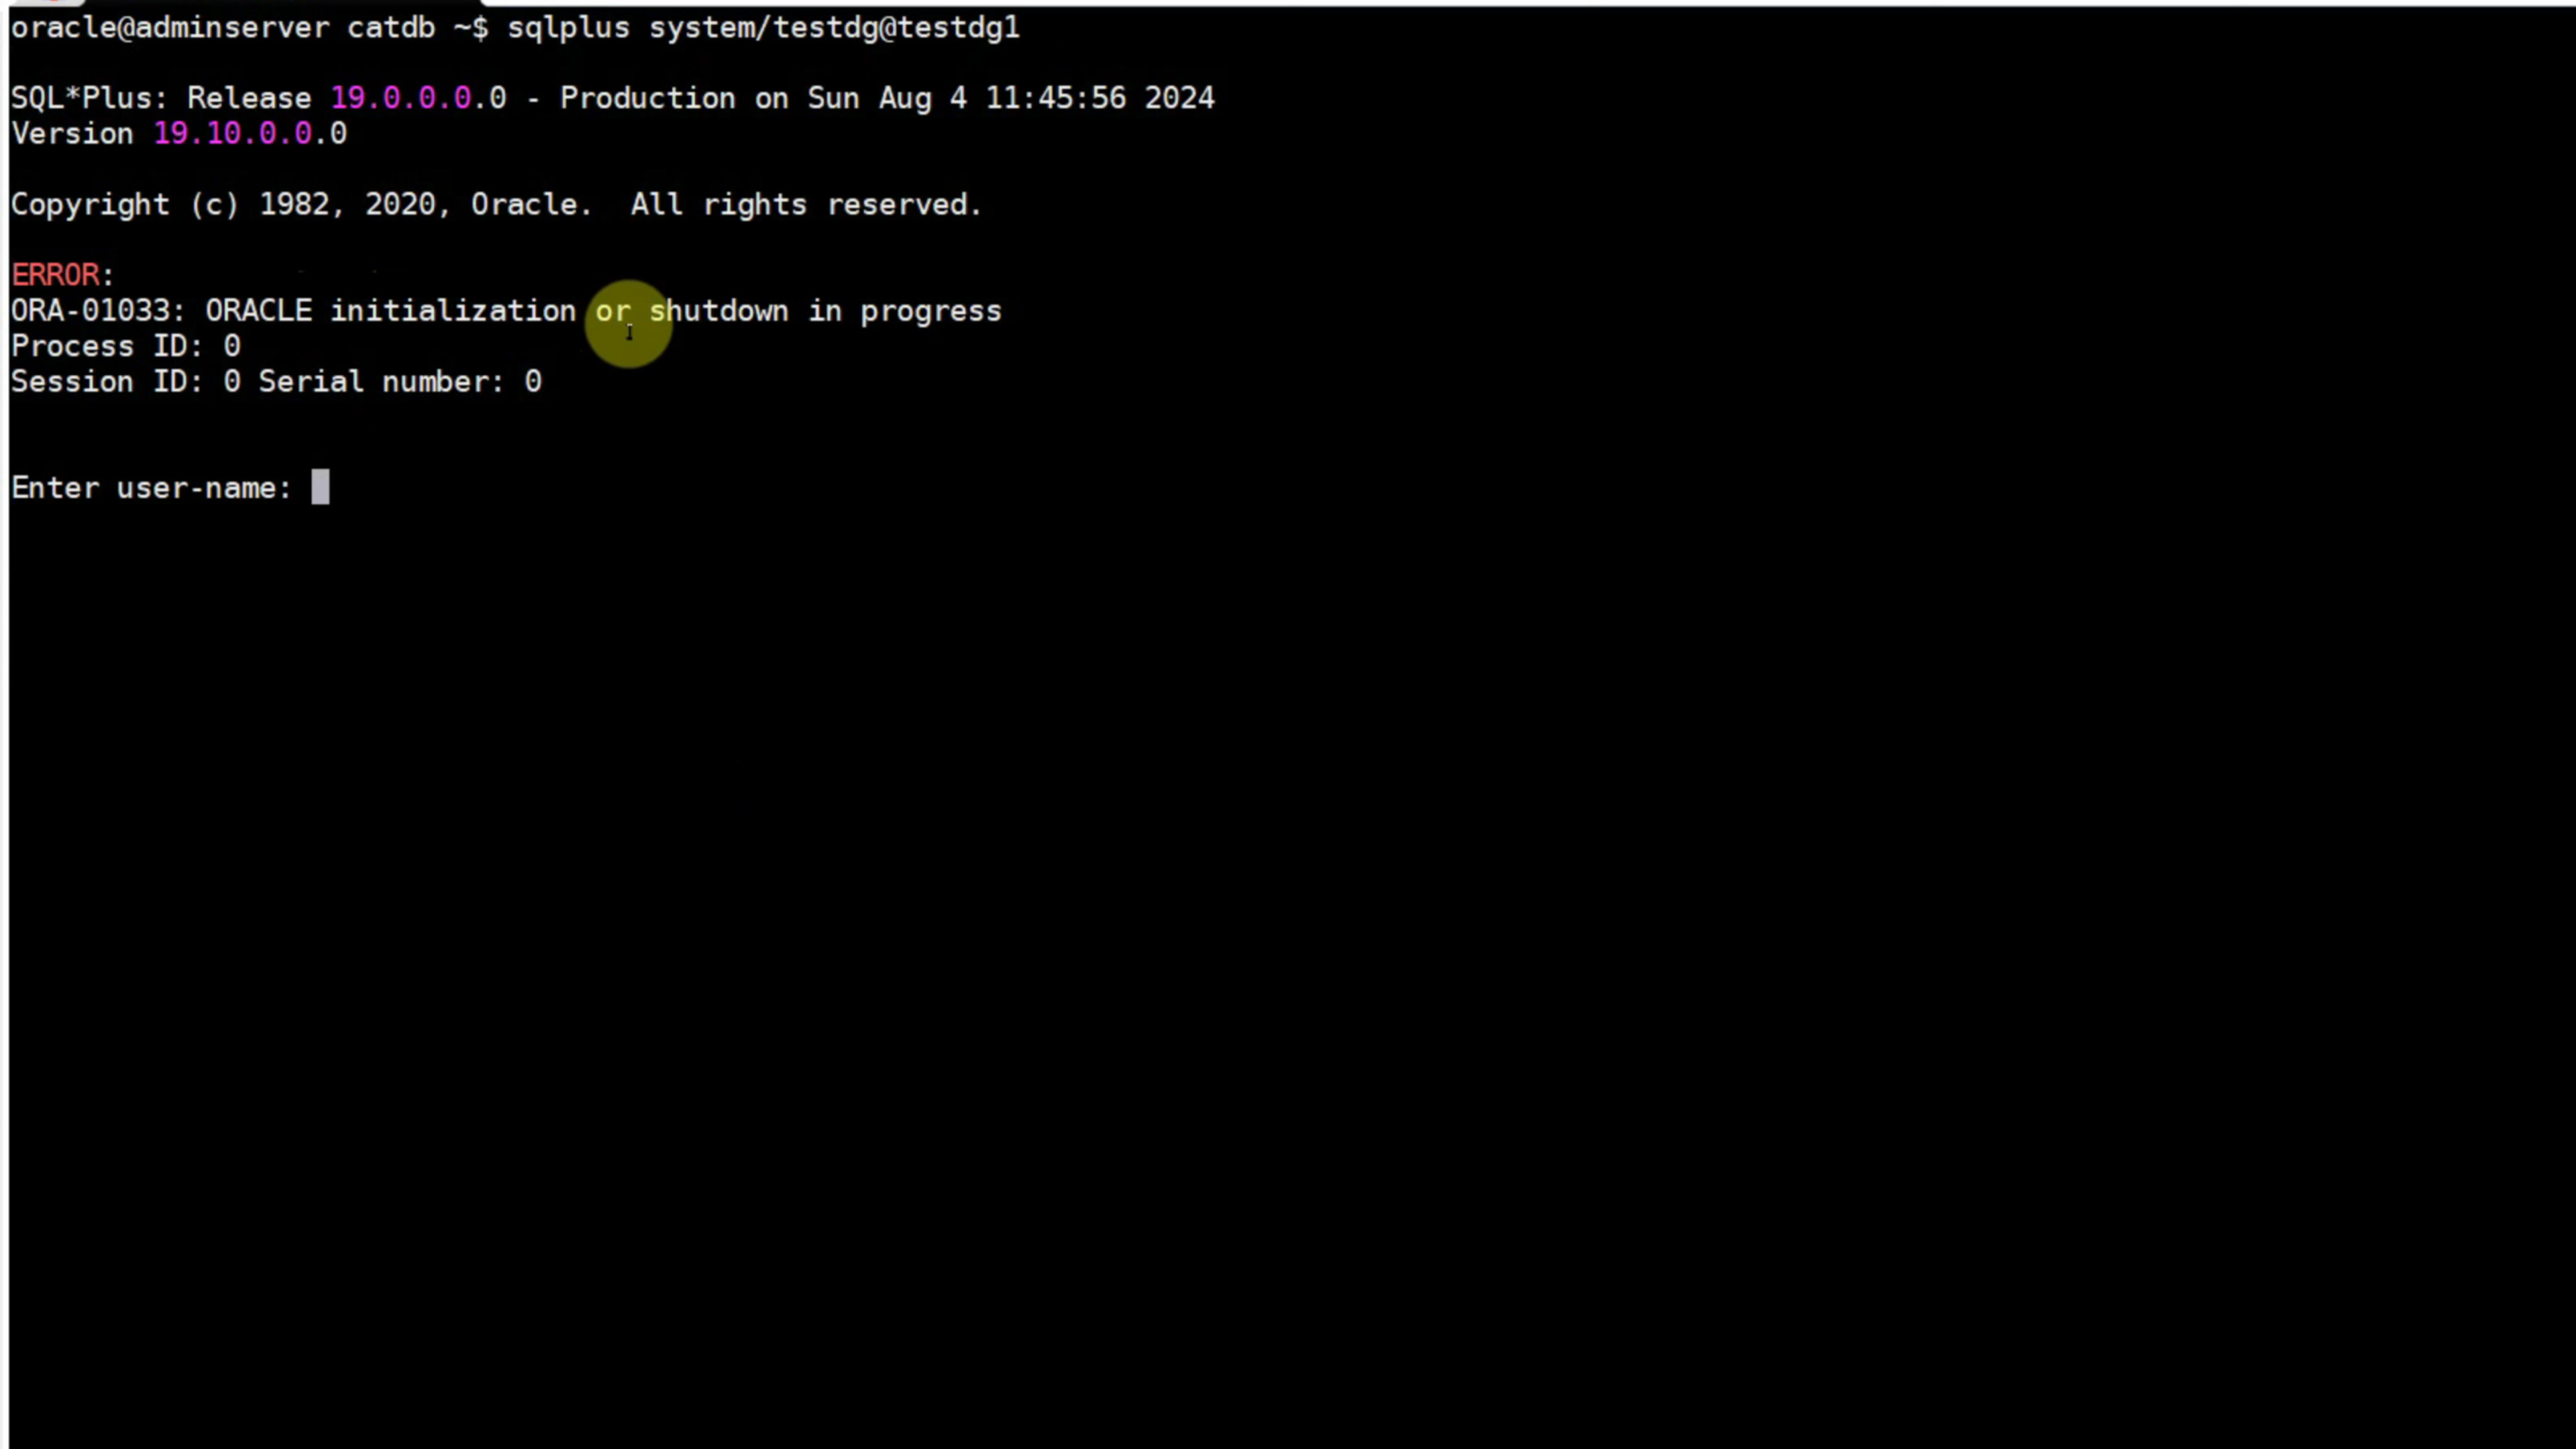 oracle@adminserver catdb ~$ sqlplus system/testdg@testdg1
SQL*Plus: Release 19.0.0.0.0 - Production on Sun Aug 4 11:45:56 2024
Version 19.10.0.0.0
Copyright (c) 1982, 2020, Oracle.  All rights reserved.
ERROR:
ORA-01033: ORACLE initialization or shutdown in progress
Process ID: 0
Session ID: 0 Serial number: 0
Enter user-name: